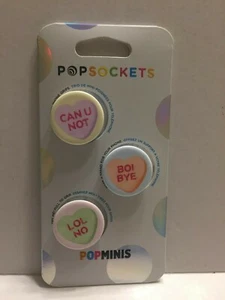 POPSOCKETS
CAN U
NOT
BOI
BYE
LOL
NO
POPMINIS